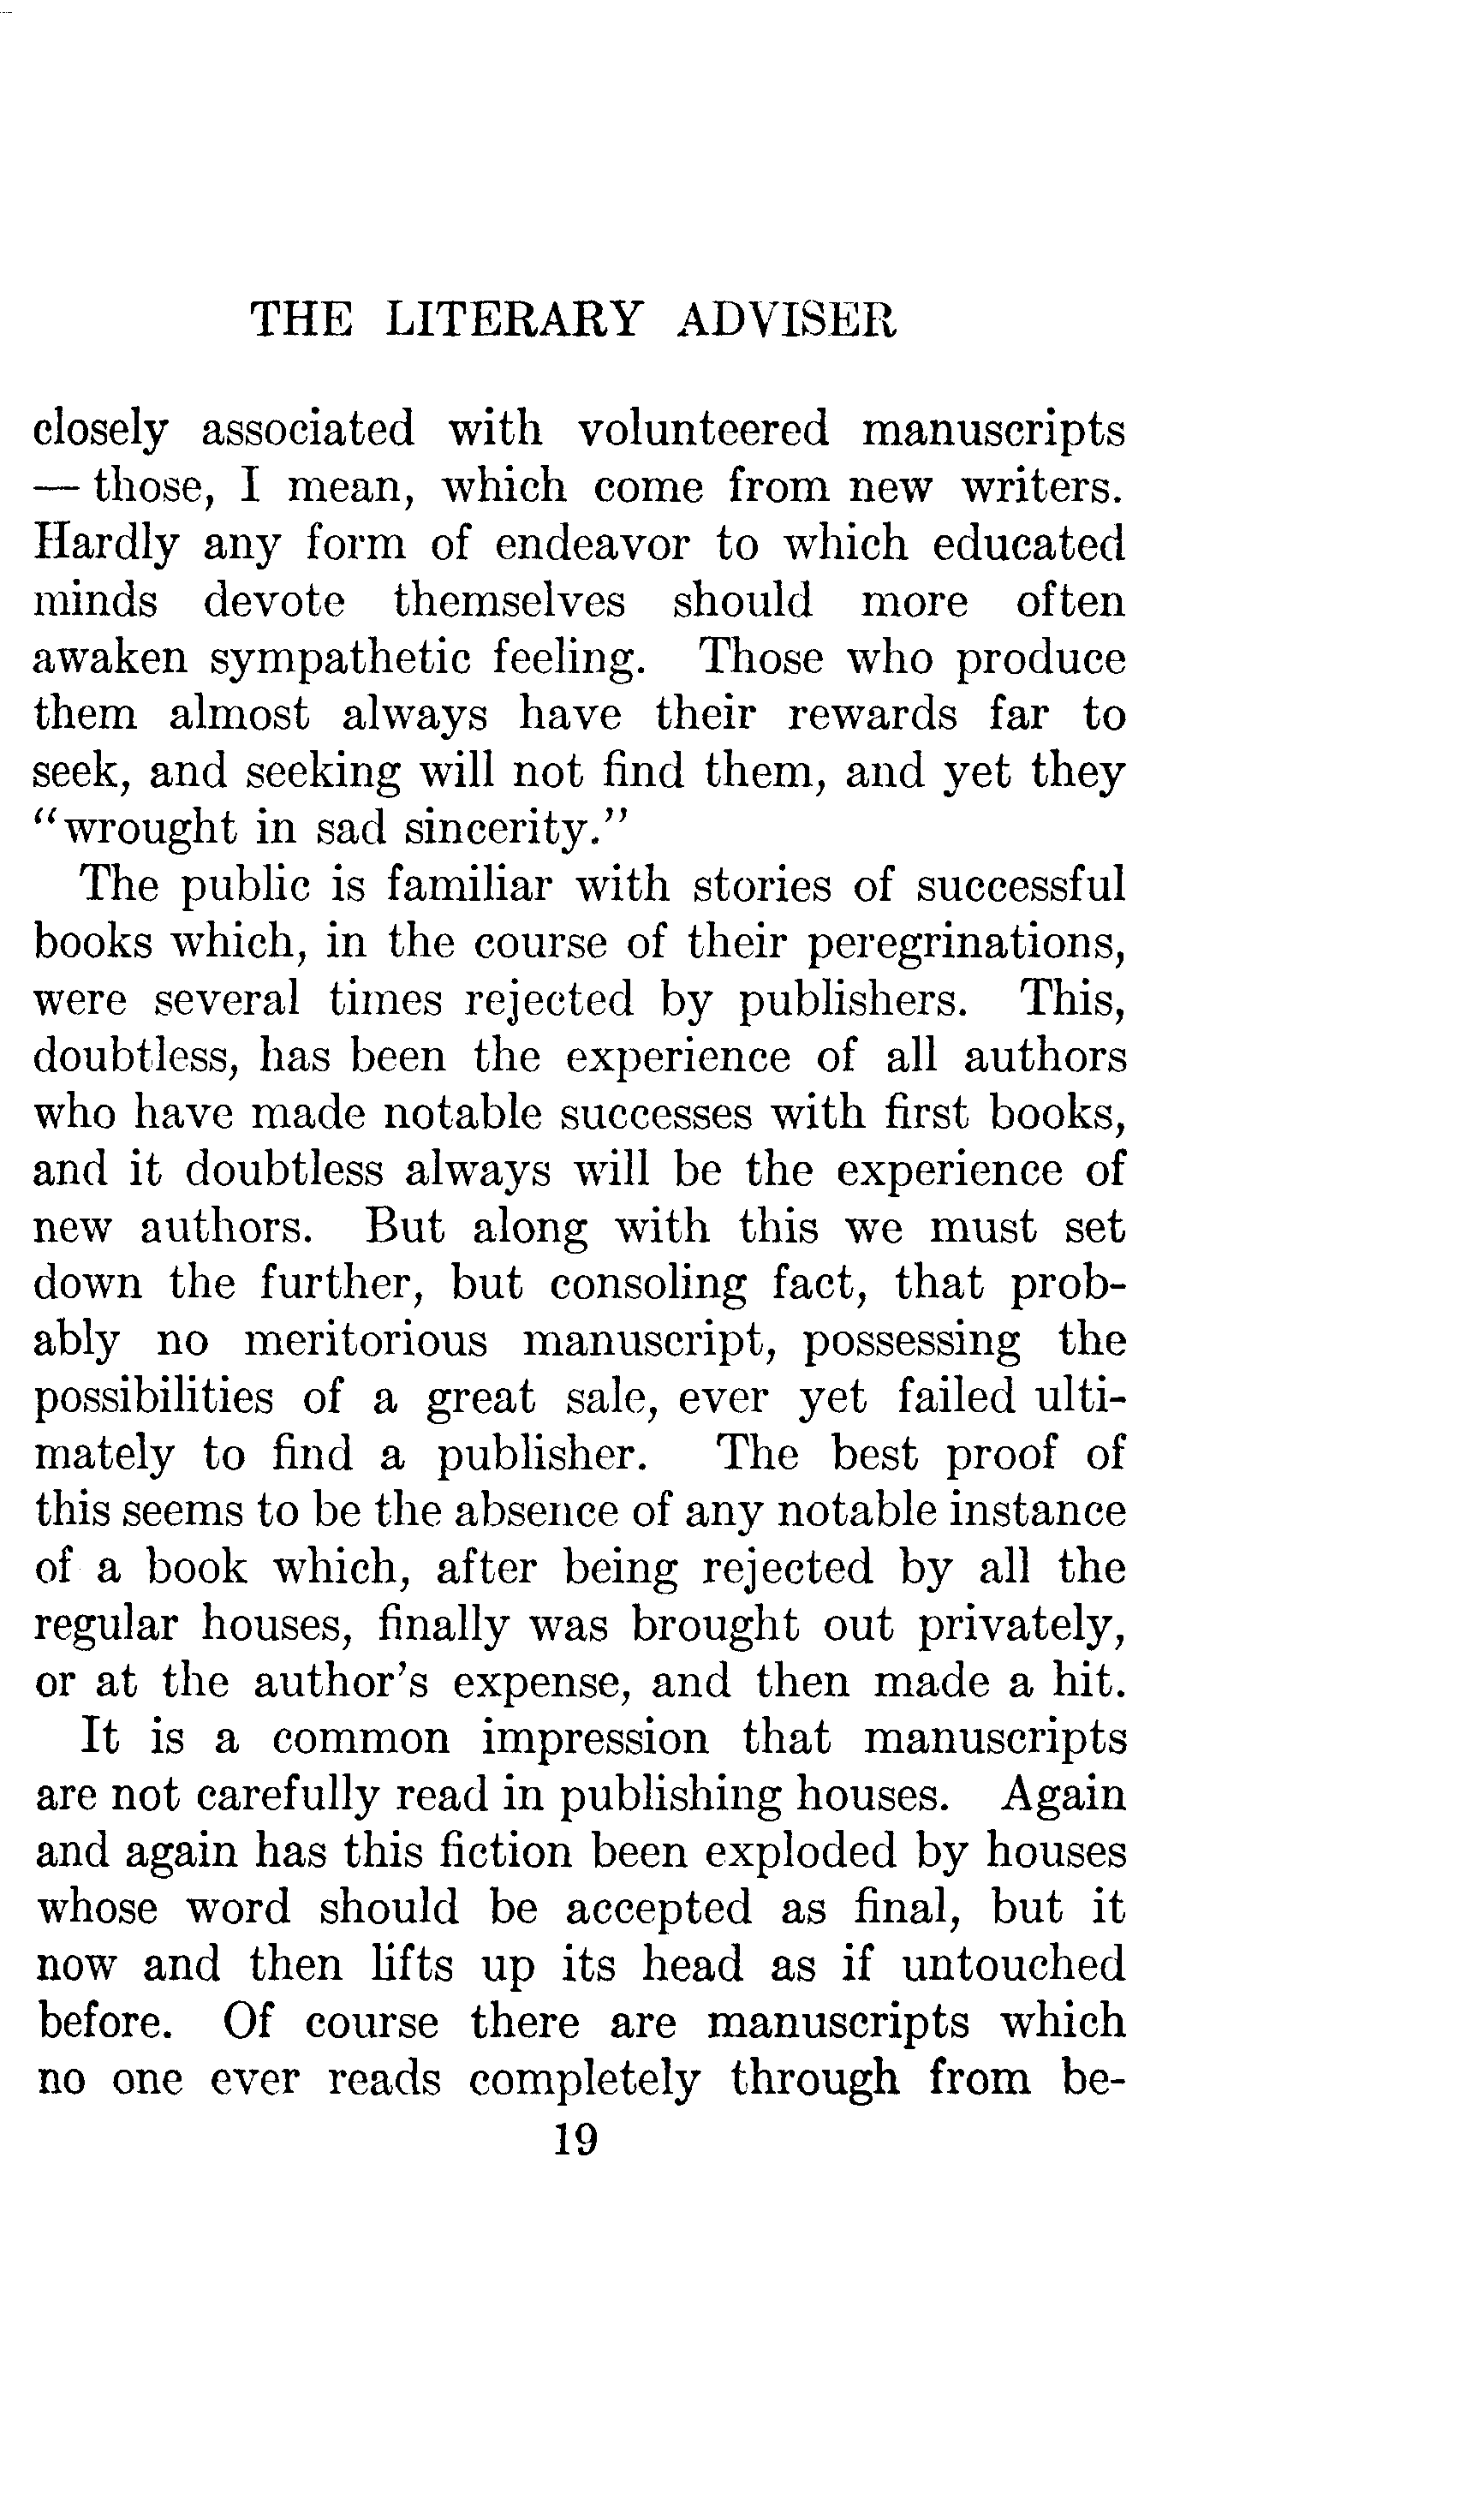 THE LITERARY ADVISER
closely associated with volunteered manuscripts
— those, I mean, which come from new writers.
Hardly any form of endeavor to which educated
minds devote themselves should more often
awaken sympathetic feeling. Those who produce
them almost always have their rewards far to
seek, and seeking will not find them, and yet they
“wrought in sad sincerity.”
The public is familiar with stories of successful
books which, in the course of their peregrinations,
were several times rejected by publishers. This,
doubtless, has been the experience of all authors
who have made notable successes with first books,
and it doubtless always will be the experience of
new authors. But along with this we must set
down the further, but consoling fact, that prob-
ably no meritorious manuscript, possessing the
possibilities of a great sale, ever yet failed ulti-
mately to find a publisher. The best proof of
this seems to be the absence of any notable instance
of a book which, after being rejected by all the
regular houses, finally was brought out privately,
or at the author's expense, and then made a hit.
It is a common impression that manuscripts
are not carefully read in publishing houses. Again
and again has this fiction been exploded by houses
whose word should be accepted as final, but it
now and then lifts up its head as if untouched
before. Of course there are manuscripts which
no one ever reads completely through from be-
19